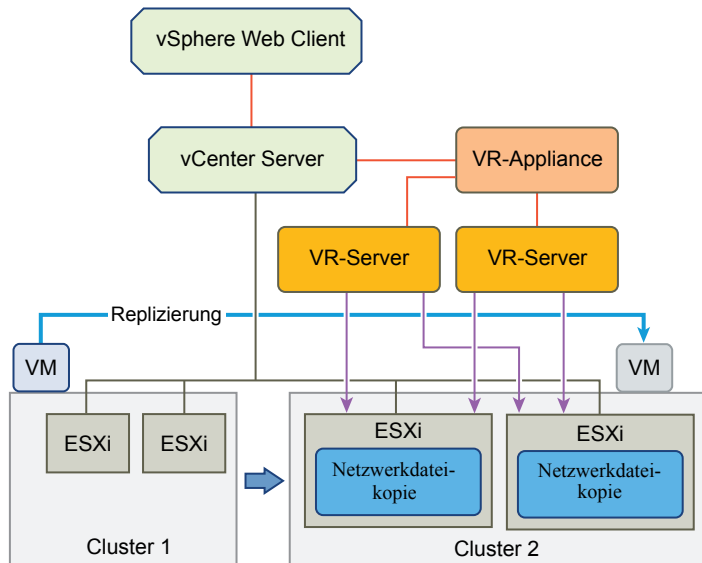 vSphere Web Client
vCenter Server
VR-Appliance
VR-Server
VR-Server
Replizierung
VM
VM
ESXi
ESXi
ESXi
Netzwerkdatei-
kopie
ESXi
Netzwerkdatei-
kopie
Cluster 1
Cluster 2